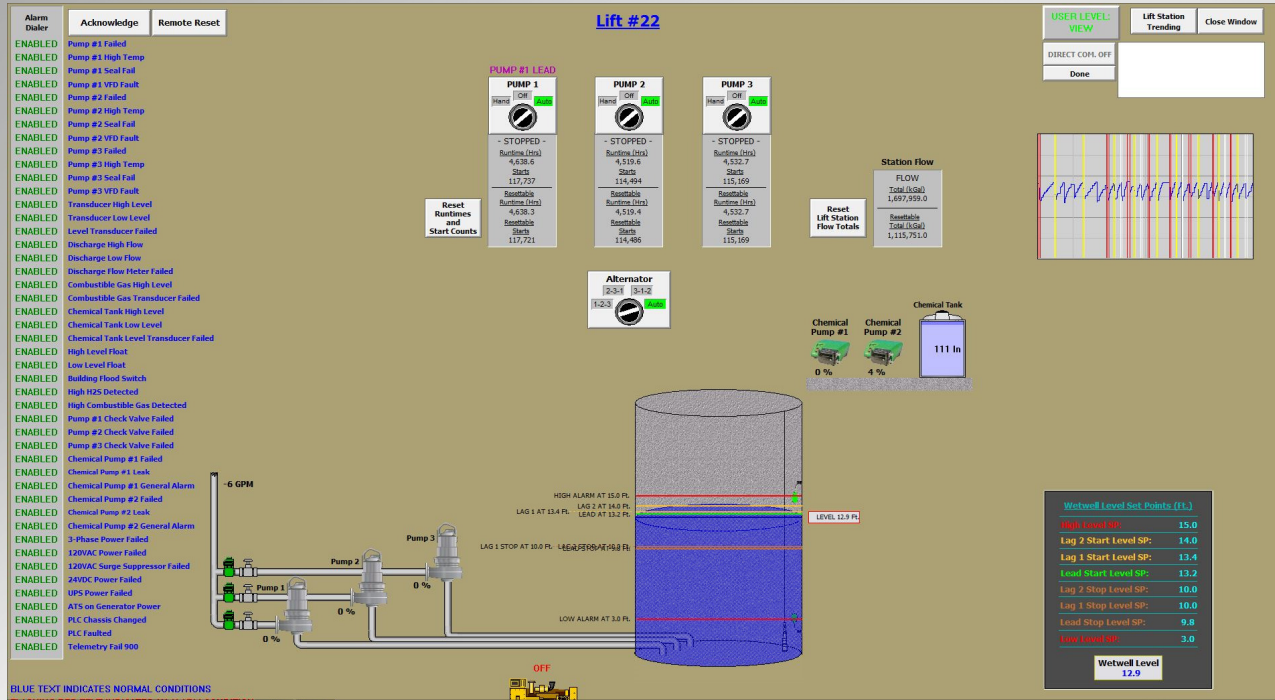 Alarm
Dialer
Acknowledge
Remote Reset
Lift #22
USER LEVEL:
VIEW
Lift Station
Trending
Close Window
DIRECT COM. OFF
Done
ENABLED Pump #1 Failed
ENABLED Pump #1 High Temp
ENABLED Pump #1 Seal Fail
ENABLED Pump #1 VFD Fault
ENABLED Pump #2 Failed
ENABLED Pump #2 High Temp
ENABLED Pump #2 Seal Fail
ENABLED Pump #2 VFD Fault
ENABLED Pump #3 Failed
ENABLED Pump #3 High Temp
ENABLED Pump #3 Seal Fail
ENABLED Pump #3 VFD Fault
ENABLED Transducer High Level
ENABLED Transducer Low Level
ENABLED Level Transducer Failed
ENABLED Discharge High Flow
ENABLED Discharge Low Flow
ENABLED Discharge Flow Meter Failed
ENABLED Combustible Gas High Level
ENABLED Combustible Gas Transducer Failed
ENABLED Chemical Tank High Level
ENABLED Chemical Tank Low Level
ENABLED Chemical Tank Level Transducer Failed
ENABLED High Level Float
ENABLED Low Level Float
ENABLED Building Flood Switch
ENABLED High H2S Detected
ENABLED High Combustible Gas Detected
ENABLED Pump #1 Check Valve Failed
ENABLED Pump #2 Check Valve Failed
ENABLED Pump #3 Check Valve Failed
ENABLED Chemical Pump #1 Failed
ENABLED Chemical Pump #1 Leak
ENABLED Chemical Pump #1 General Alarm
ENABLED Chemical Pump #2 Failed
ENABLED Chemical Pump #2 Leak
ENABLED Chemical Pump #2 General Alarm
ENABLED 3-Phase Power Failed
ENABLED 120VAC Power Failed
ENABLED 120VAC Surge Suppressor Failed
ENABLED 24VDC Power Failed
ENABLED UPS Power Failed
ENABLED ATS on Generator Power
ENABLED PLC Chassis Changed
ENABLED PLC Faulted
ENABLED Telemetry Fail 900
BLUE TEXT INDICATES NORMAL CONDITIONS
PUMP #1 LEAD
PUMP 1
Off
Hand Auto
- STOPPED -
Runtime (Hrs)
4,638.6
Starts
117,737
Resettable
Runtime (Hrs)
4,638.3
Resettable
Starts
117,721
PUMP 2
Off
Hand Auto
- STOPPED -
Runtime (Hrs)
4,519.6
Starts
114,494
Resettable
Runtime (Hrs)
4,519.4
Resettable
Starts
114,486
PUMP 3
Off
Hand Auto
- STOPPED -
Runtime (Hrs)
4,532.7
Starts
115,169
Resettable
Runtime (Hrs)
4,532.7
Resettable
Starts
115,169
Reset
Runtimes
and
Start Counts
Reset
Lift Station
Flow Totals
Station Flow
FLOW
Total (kGal)
1,697,959.0
Resettable
Total (kGal)
1,115,751.0
Alternator
2-3-1 3-1-2
1-2-3 Auto
Chemical
Pump #1
0 %
Chemical
Pump #2
4 %
Chemical Tank
111 In
-6 GPM
Pump 3
0 %
Pump 2
0 %
Pump 1
0 %
HIGH ALARM AT 15.0 Ft.
LAG 2 AT 14.0 Ft.
LAG 1 AT 13.4 Ft.
LEAD AT 13.2 Ft.
LEVEL 12.9 Ft.
LAG 1 STOP AT 10.0 Ft.
LOW ALARM AT 3.0 Ft.
OFF
Wetwell Level Set Points (Ft.)
High Level SP: 15.0
Lag 2 Start Level SP: 14.0
Lag 1 Start Level SP: 13.4
Lead Start Level SP: 13.2
Lag 2 Stop Level SP: 10.0
Lag 1 Stop Level SP: 10.0
Lead Stop Level SP: 9.8
Low Level SP: 3.0
Wetwell Level
12.9